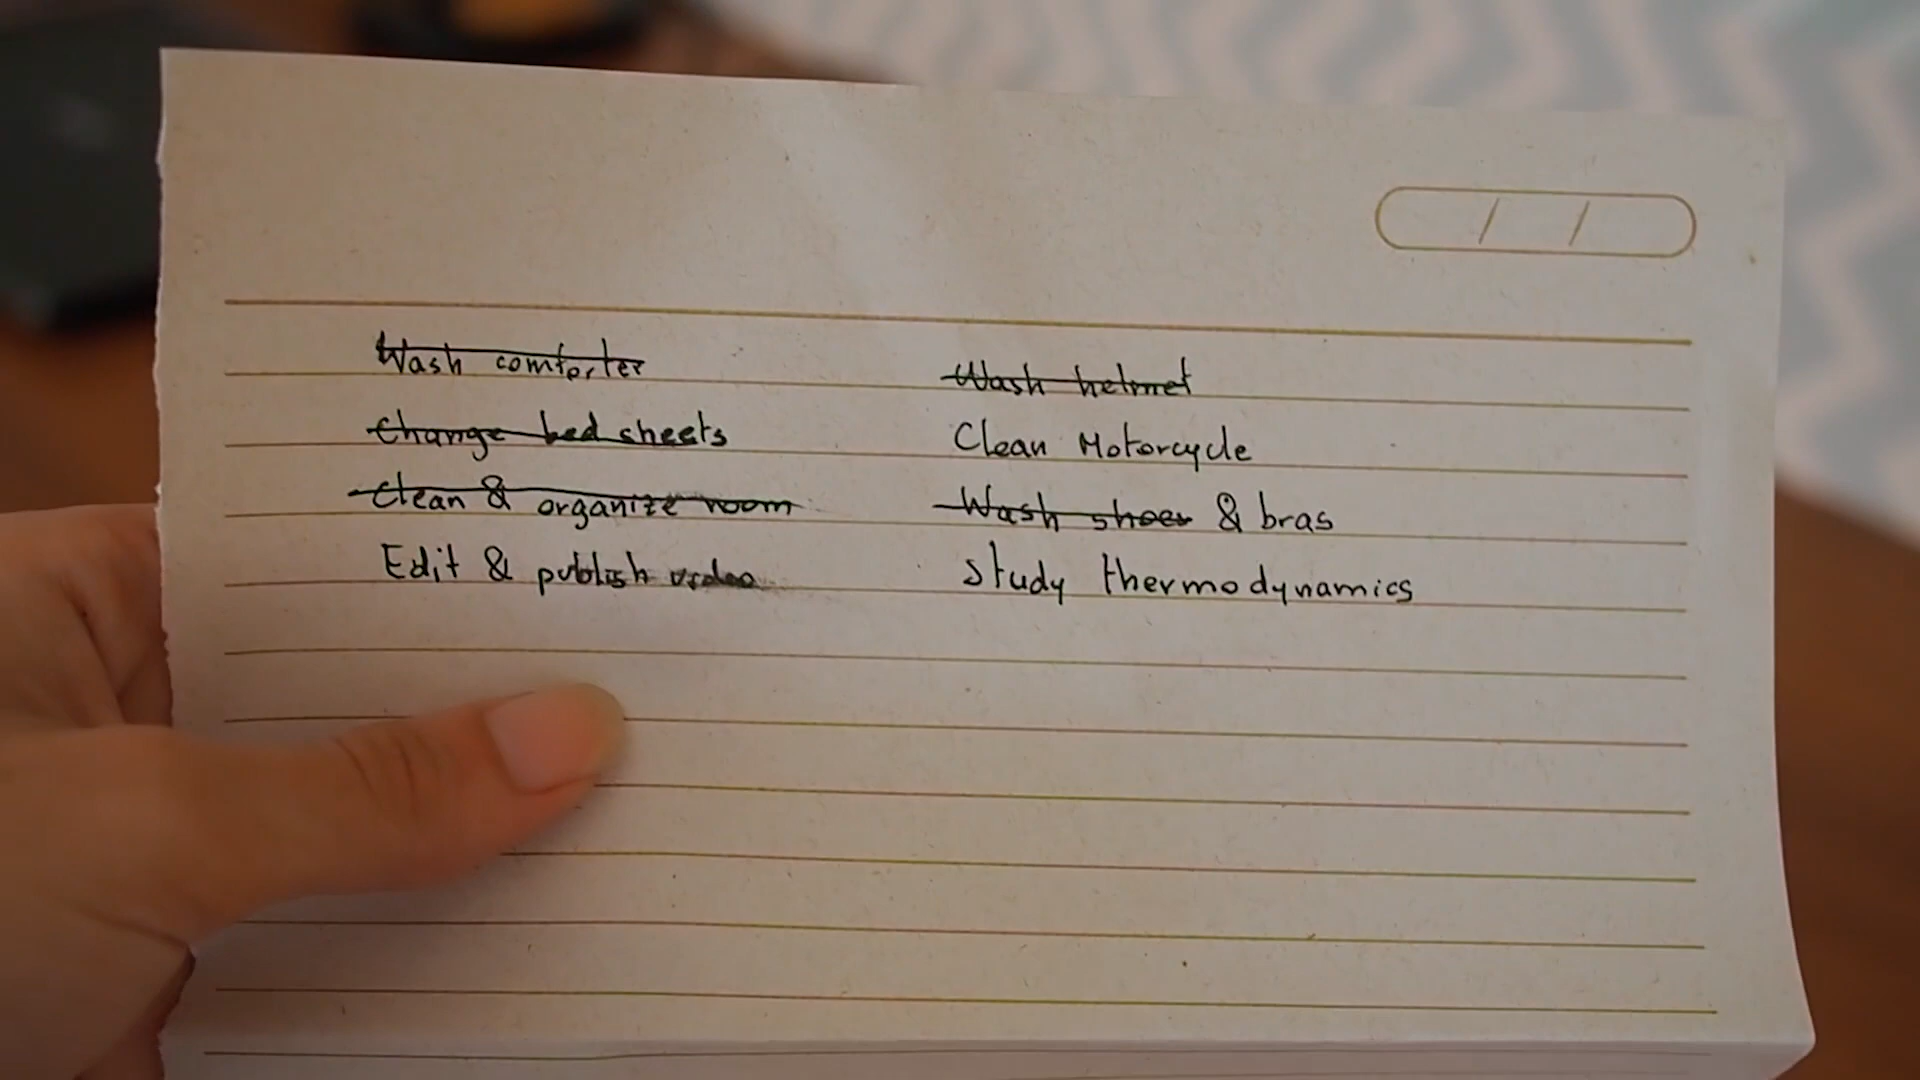 Wash comforter
Change bed sheets
Clean & organize room
Edit & publish video
Wash helmet
Clean Motorcycle
Wash shoes & bras
Study thermodynamics
/ /